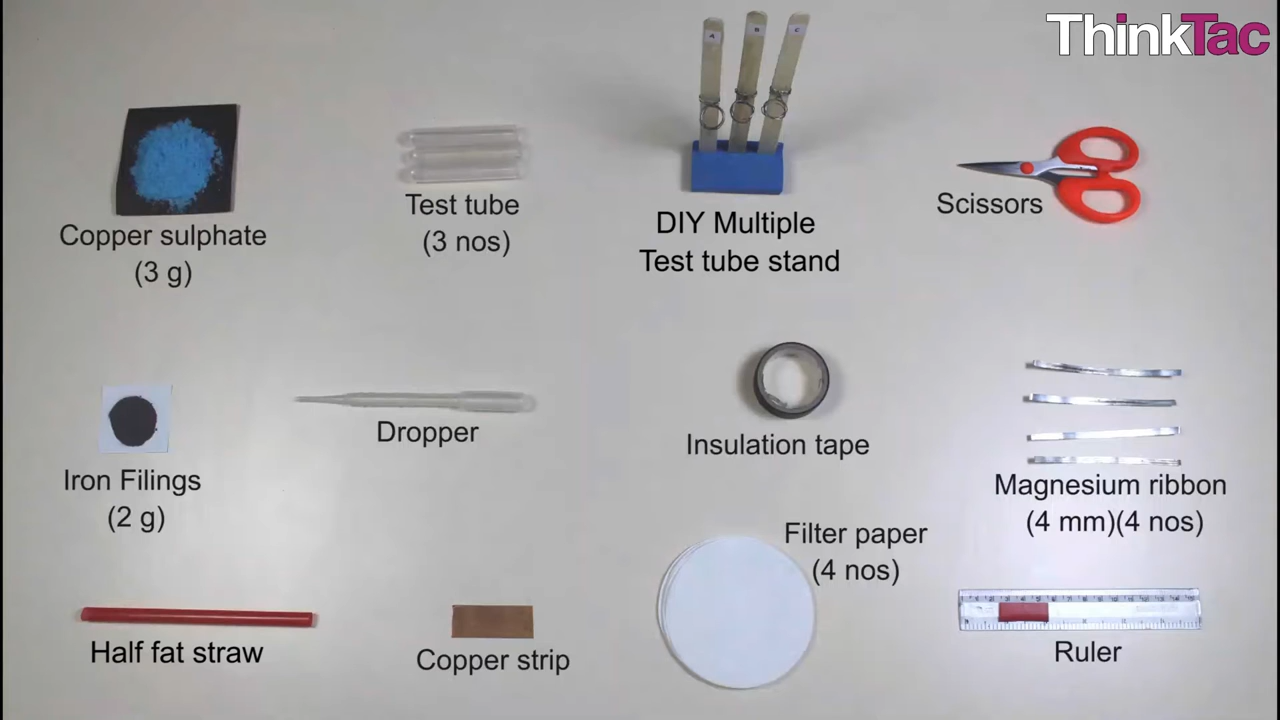 ThinkTac
Copper sulphate
(3 g)
Test tube
(3 nos)
A B C
DIY Multiple
Test tube stand
Scissors
Iron Filings
(2 g)
Dropper
Insulation tape
Magnesium ribbon
(4 mm)(4 nos)
Half fat straw
Copper strip
Filter paper
(4 nos)
Ruler